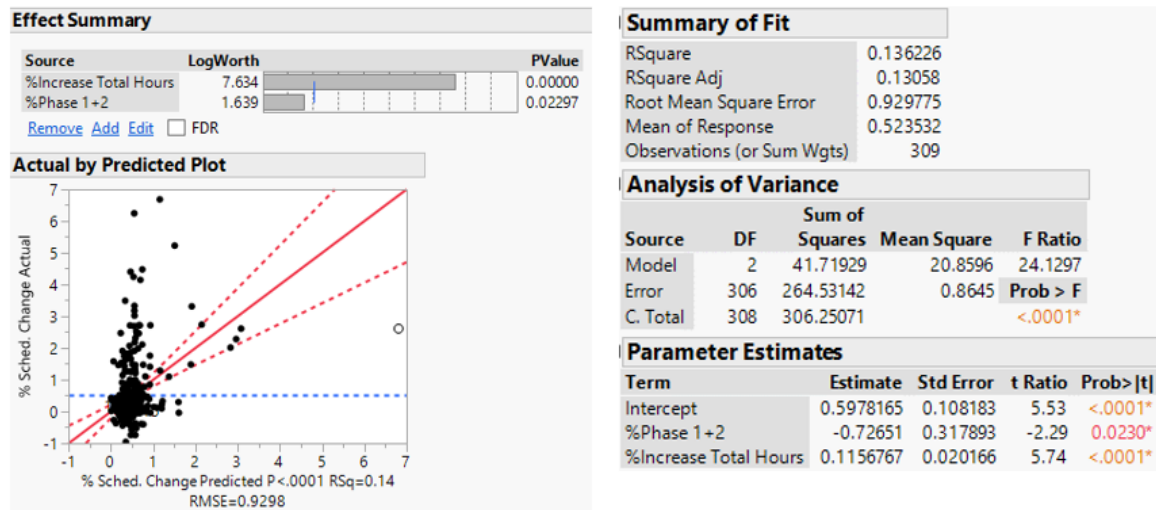 Effect Summary
Source LogWorth PValue
%Increase Total Hours 7.634 0.00000
%Phase 1+2 1.639 0.02297
Remove Add Edit FDR
Actual by Predicted Plot
% Sched. Change Actual
7
6
5
4
3
2
1
0
-1
-1 0 1 2 3 4 5 6 7
% Sched. Change Predicted P<.0001 RSq=0.14
RMSE=0.9298
Summary of Fit
RSquare 0.136226
RSquare Adj 0.13058
Root Mean Square Error 0.929775
Mean of Response 0.523532
Observations (or Sum Wgts) 309
Analysis of Variance
Sum of
Source DF Squares Mean Square F Ratio
Model 2 41.71929 20.8596 24.1297
Error 306 264.53142 0.8645 Prob > F
C. Total 308 306.25071 <.0001*
Parameter Estimates
Term Estimate Std Error t Ratio Prob>|t|
Intercept 0.5978165 0.108183 5.53 <.0001*
%Phase 1+2 -0.72651 0.317893 -2.29 0.0230*
%Increase Total Hours 0.1156767 0.020166 5.74 <.0001*